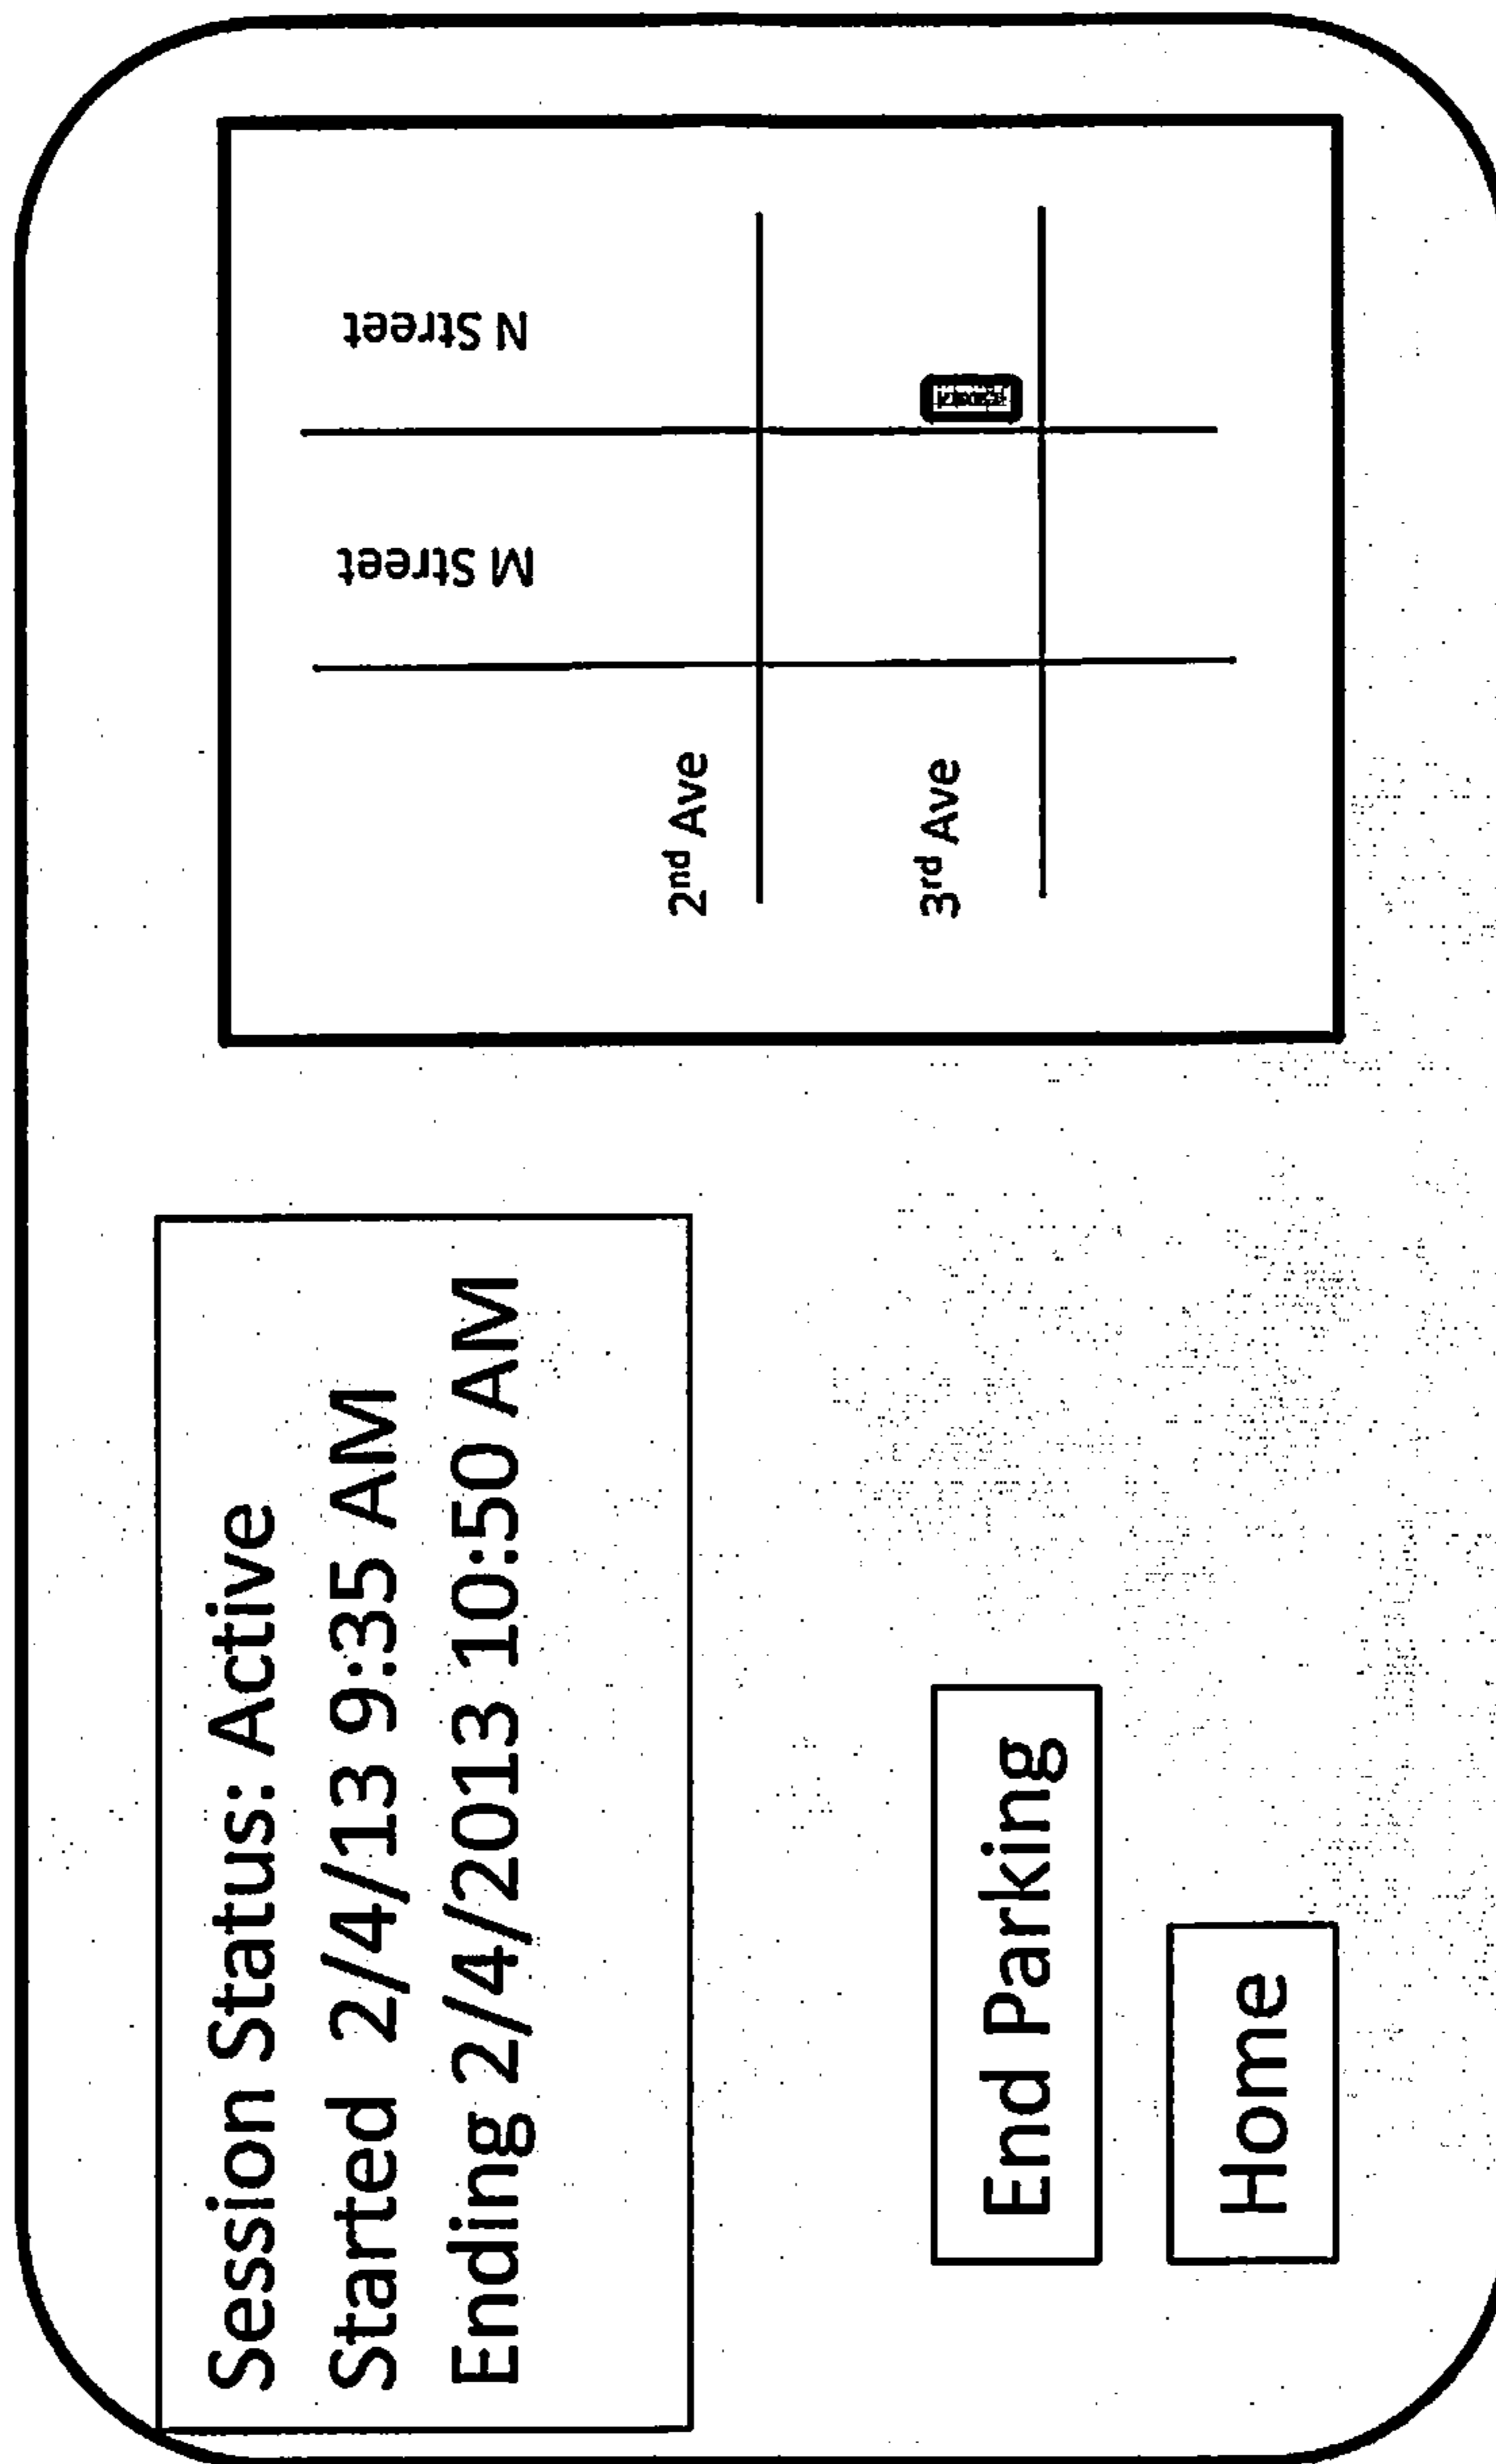 Session Status: Active
Started 2/4/13 9:35 AM
Ending 2/4/2013 10:50 AM
End Parking
Home
M Street
N Street
2nd Ave
3rd Ave